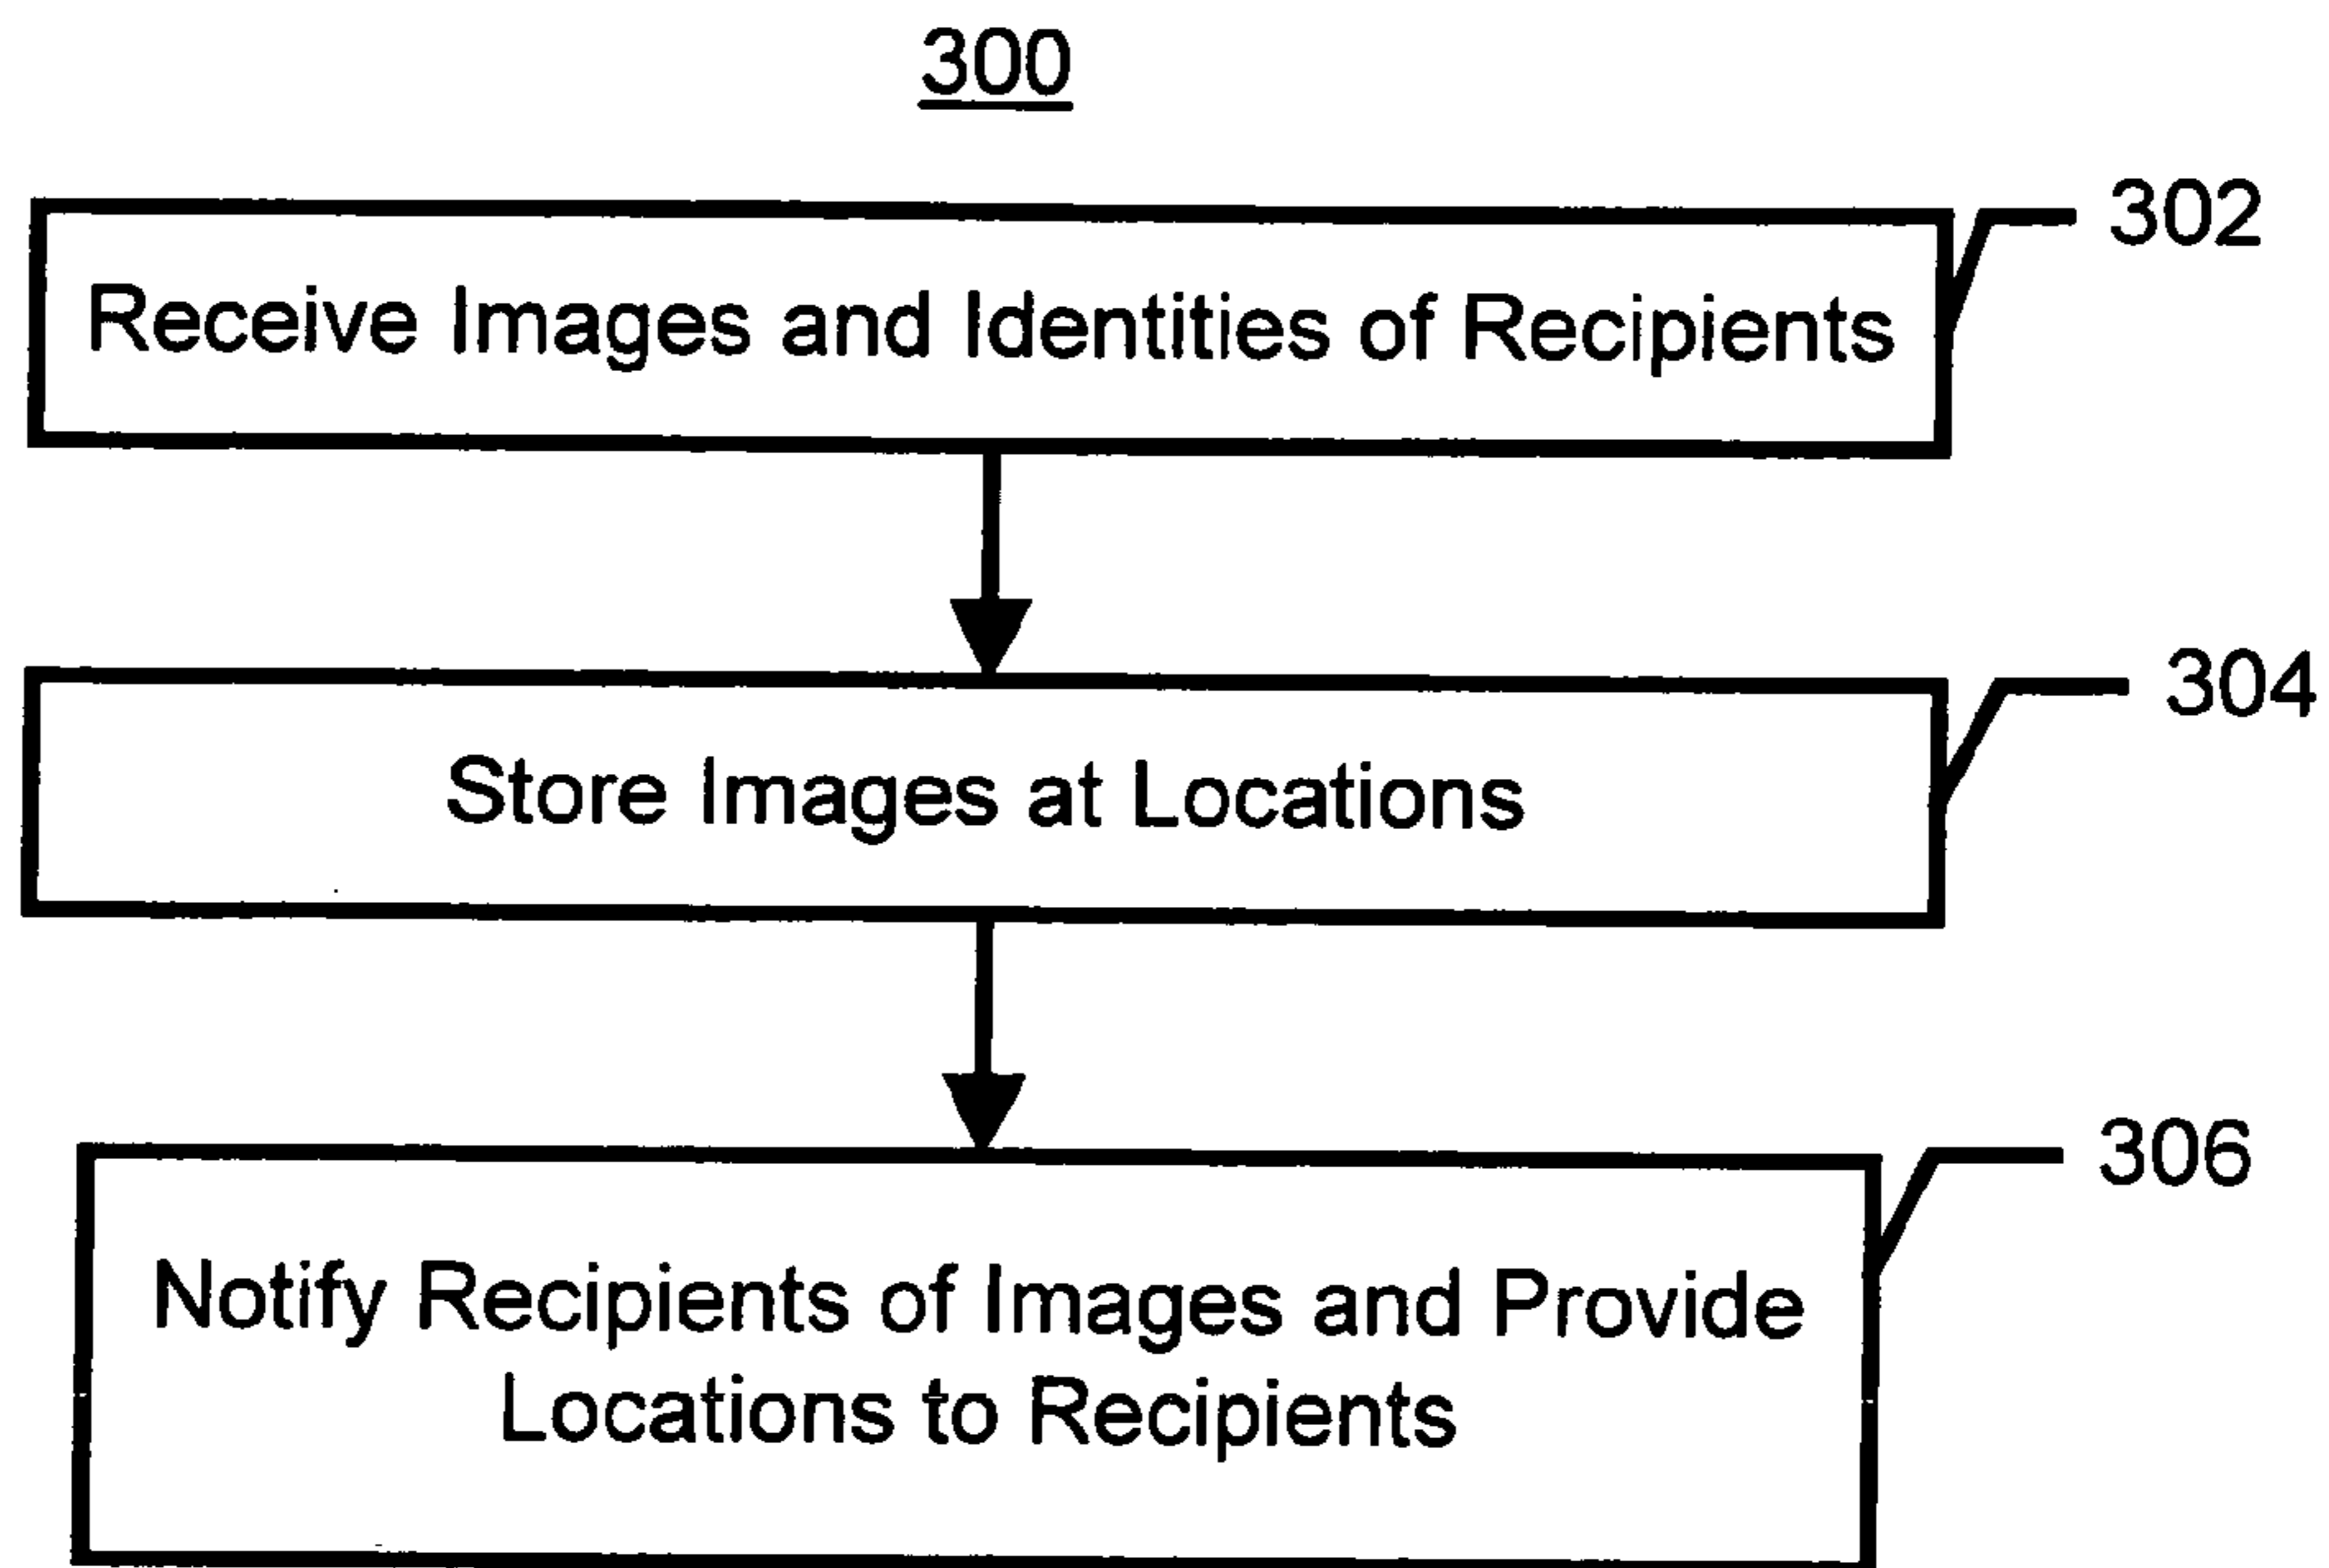 300
302
Receive Images and Identities of Recipients
304
Store Images at Locations
306
Notify Recipients of Images and Provide
Locations to Recipients